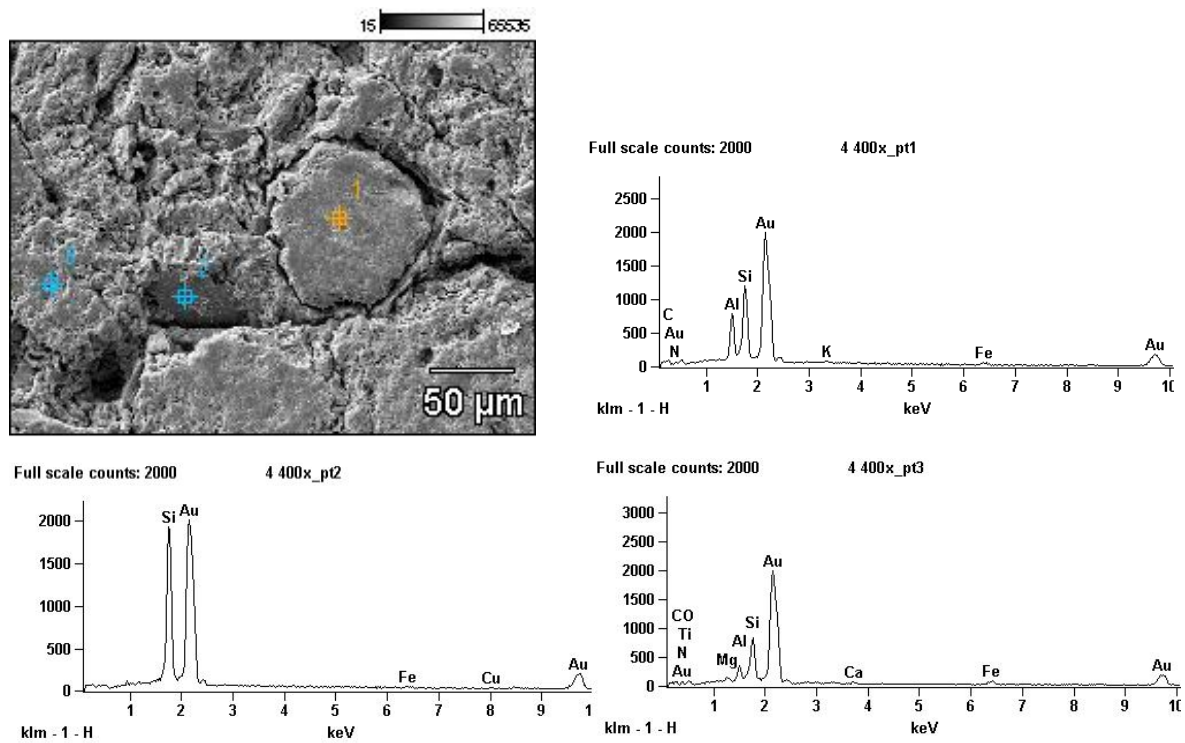 15 65535
1
2
50 µm
Full scale counts: 2000 4 400x_pt1
2500
2000
1500
1000
500
0
C
Au
N
Al
Si
Au
K
Fe
Au
1 2 3 4 5 6 7 8 9 10
klm - 1 - H keV
Full scale counts: 2000 4 400x_pt2
2000
1500
1000
500
0
Si Au
Fe
Cu
Au
1 2 3 4 5 6 7 8 9 1
klm - 1 - H keV
Full scale counts: 2000 4 400x_pt3
3000
2500
2000
1500
1000
500
0
CO
Ti
N
Au
Mg
Al
Si
Au
Ca
Fe
Au
1 2 3 4 5 6 7 8 9 10
klm - 1 - H keV